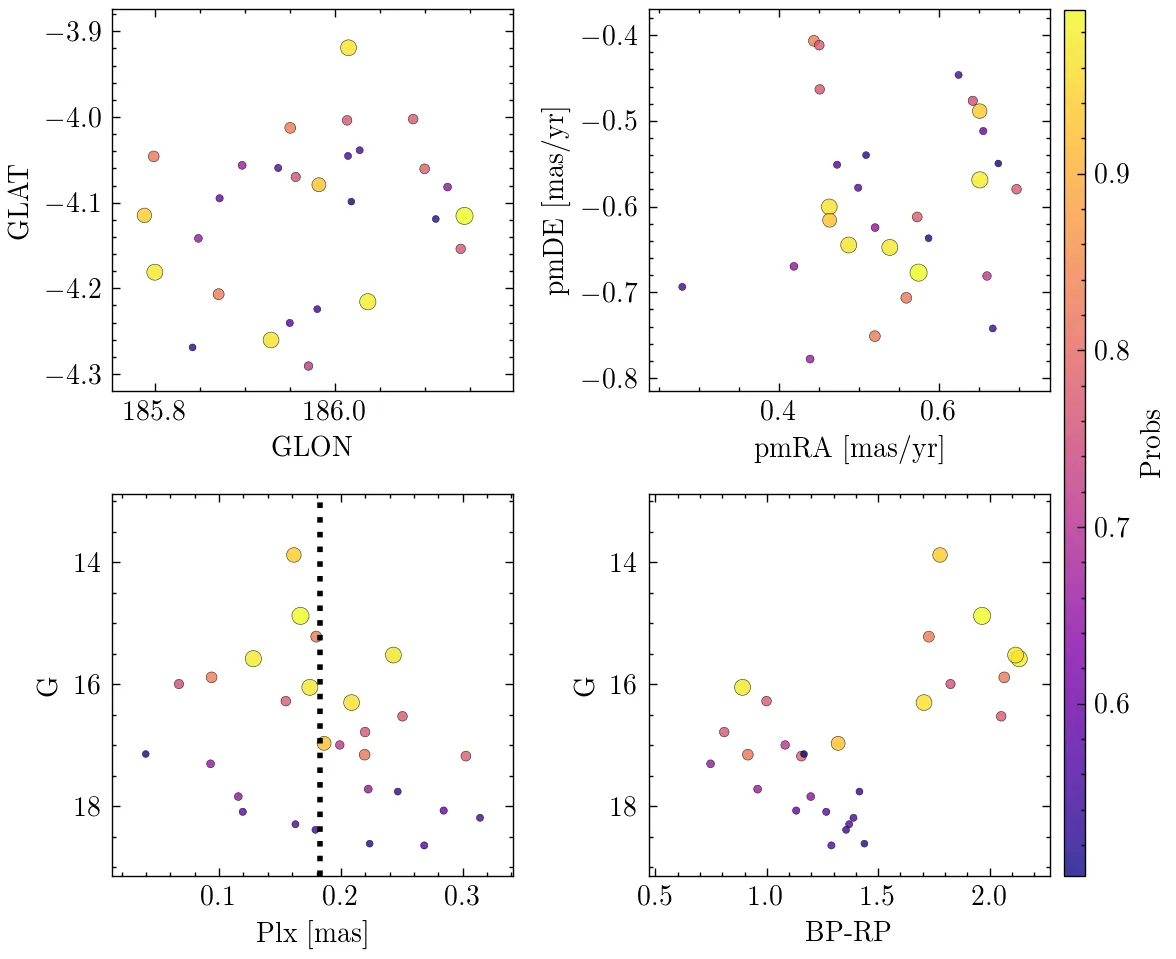 −3.9
−4.0
−4.1
−4.2
−4.3
GLAT
185.8 186.0
GLON
−0.4
−0.5
−0.6
−0.7
−0.8
pmDE [mas/yr]
0.4 0.6
pmRA [mas/yr]
14
16
18
G
0.1 0.2 0.3
Plx [mas]
14
16
18
G
0.5 1.0 1.5 2.0
BP-RP
0.9
0.8
0.7
0.6
Probs